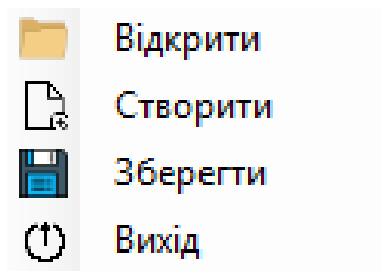 Відкрити
Створити
Зберегти
Вихід